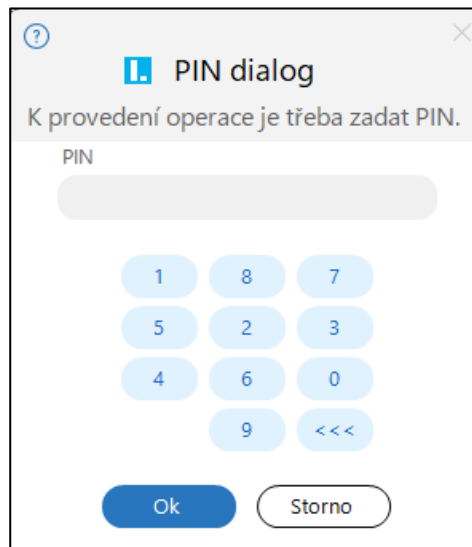 ?
I. PIN dialog
K provedení operace je třeba zadat PIN.
PIN
1 8 7
5 2 3
4 6 0
9 <<<
Ok Storno